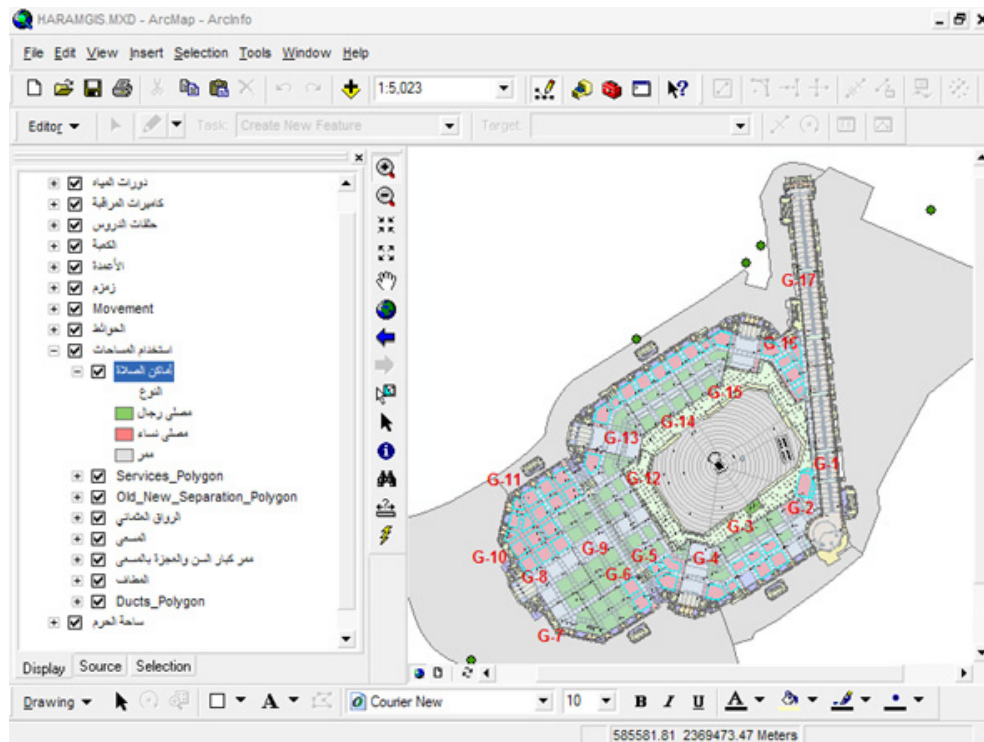 HARAMGIS.MXD - ArcMap - ArcInfo
File Edit View Insert Selection Tools Window Help
1:5,023
Editor Task: Create New Feature Target:
دورات المياه
كاميرات المراقبة
حلقات الدروس
الكعبة
الأعمدة
زمزم
Movement
الحوائط
استخدام المساحات
أماكن الصلاة
النوع
مصلى رجال
مصلى نساء
ممر
Services_Polygon
Old_New_Separation_Polygon
الرواق العثماني
المسعى
ممر كبار السن والعجزة بالمسعى
المطاف
Ducts_Polygon
ساحة الحرم
Display Source Selection
G-17
G-16
G-15
G-14
G-13
G-12
G-11
G-10
G-9
G-8
G-7
G-6
G-5
G-4
G-3
G-2
G-1
Drawing A Courier New 10 B I U A
585581.81 2369473.47 Meters